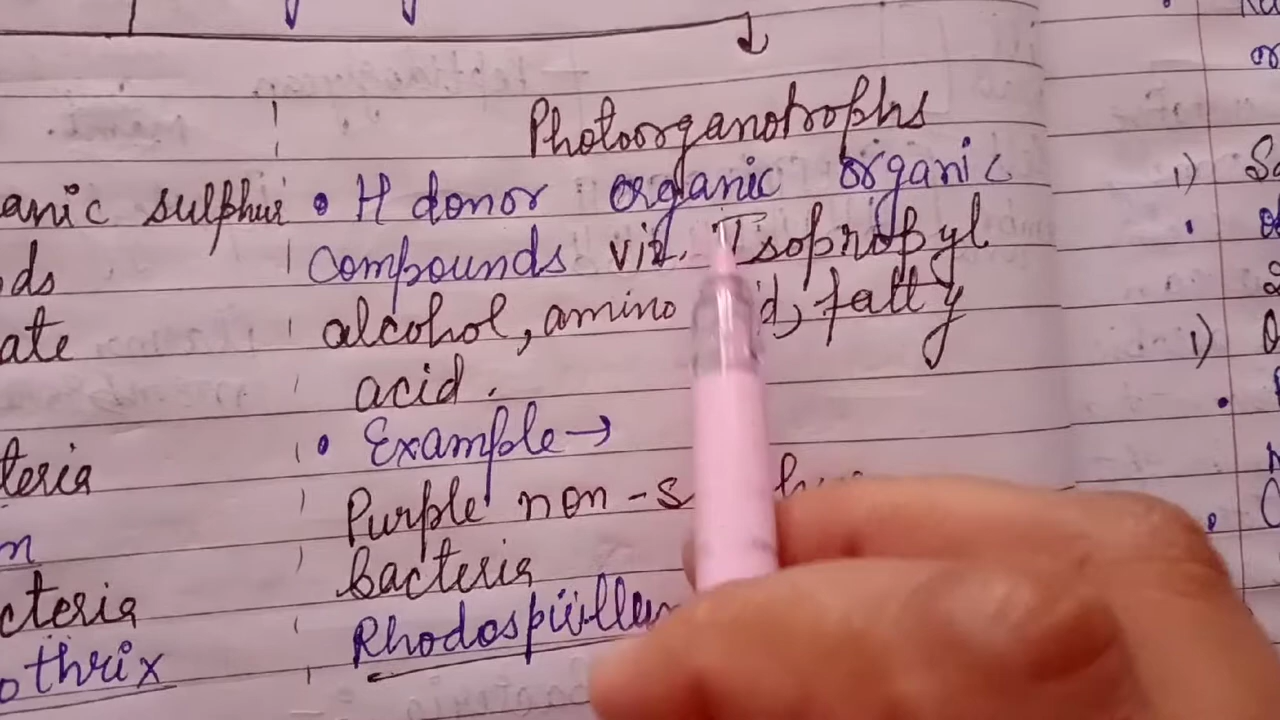 Photoorganotrophs
anic sulphur
• H donor organic organic
ds
compounds viz. Isopropyl
ate
alcohol, amino fatty
acid.
• Example →
teria
Purple non-s
n
bacteria
cteria
Rhodospirillum
othrix
i)
i)